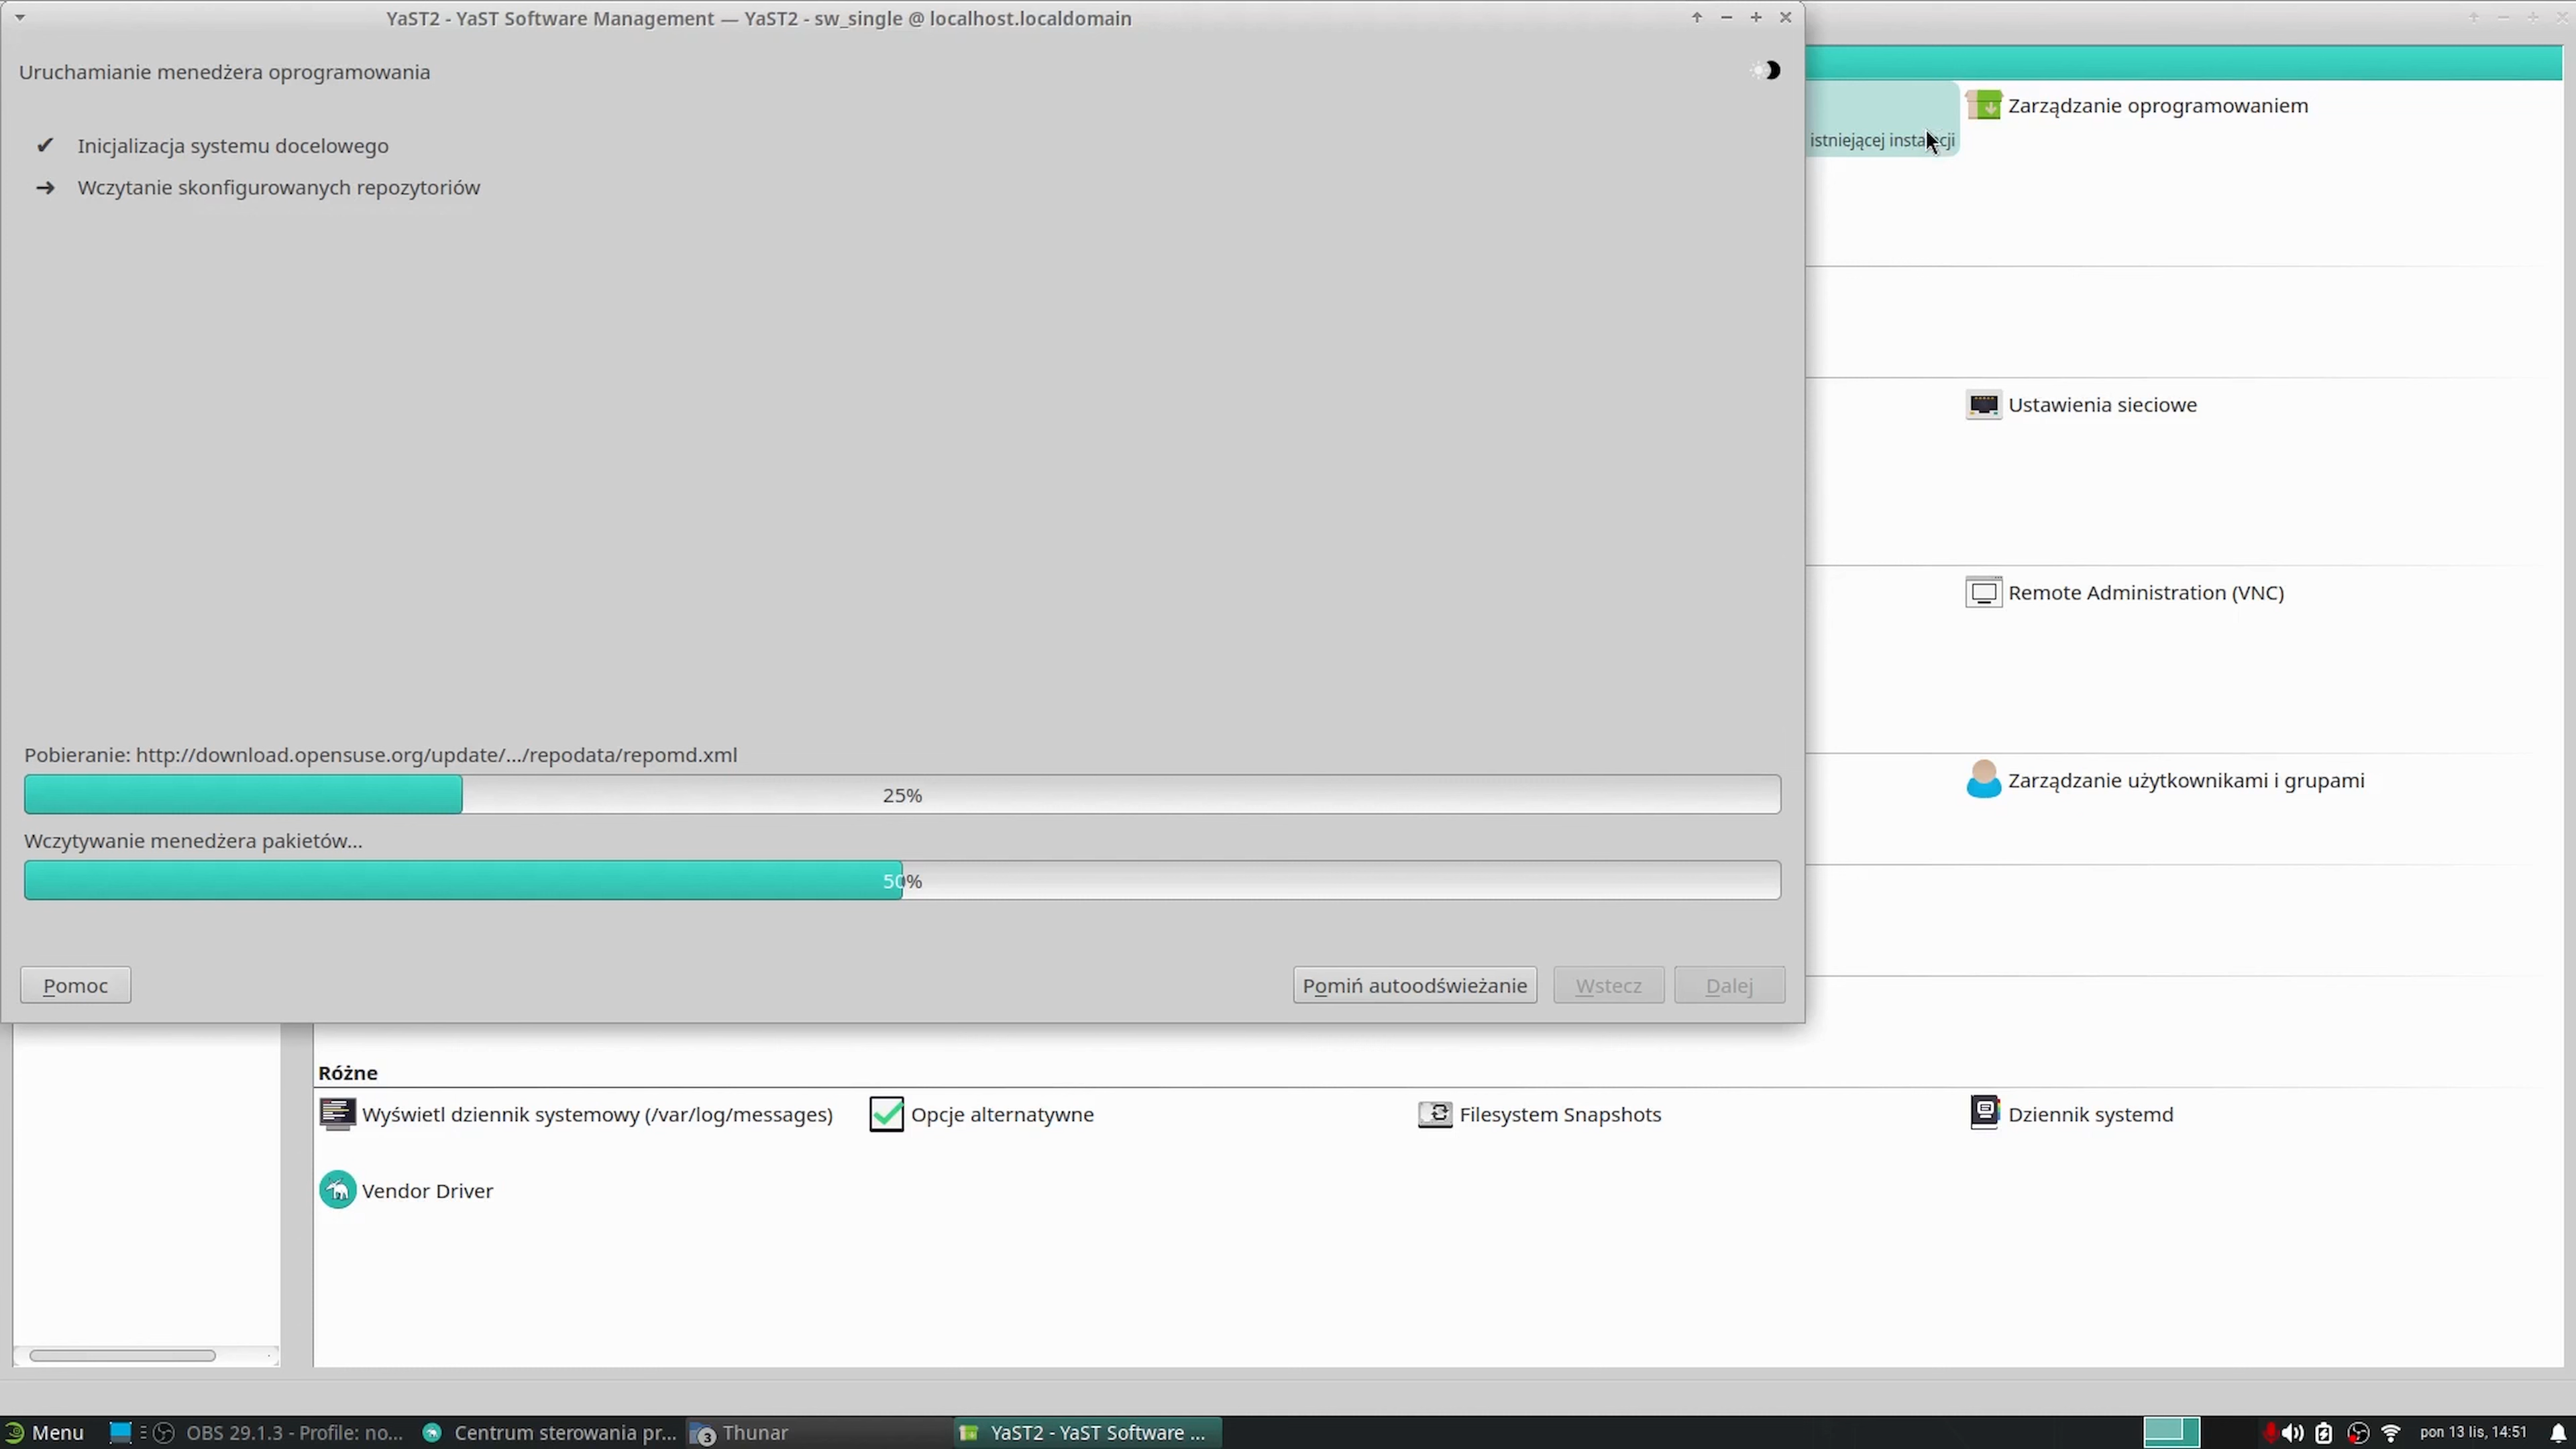 YaST2 - YaST Software Management — YaST2 - sw_single @ localhost.localdomain
Uruchamianie menedżera oprogramowania
✔ Inicjalizacja systemu docelowego
➔ Wczytanie skonfigurowanych repozytoriów
Pobieranie: http://download.opensuse.org/update/.../repodata/repomd.xml
25%
Wczytywanie menedżera pakietów...
50%
Pomoc
Pomiń autoodświeżanie
Wstecz
Dalej
istniejącej
Zarządzanie oprogramowaniem
Ustawienia sieciowe
Remote Administration (VNC)
Zarządzanie użytkownikami i grupami
Różne
Wyświetl dziennik systemowy (/var/log/messages)
Opcje alternatywne
Filesystem Snapshots
Dziennik systemd
Vendor Driver
Menu
OBS 29.1.3 - Profile: no...
Centrum sterowania pr...
3 Thunar
YaST2 - YaST Software ...
pon 13 lis, 14:51